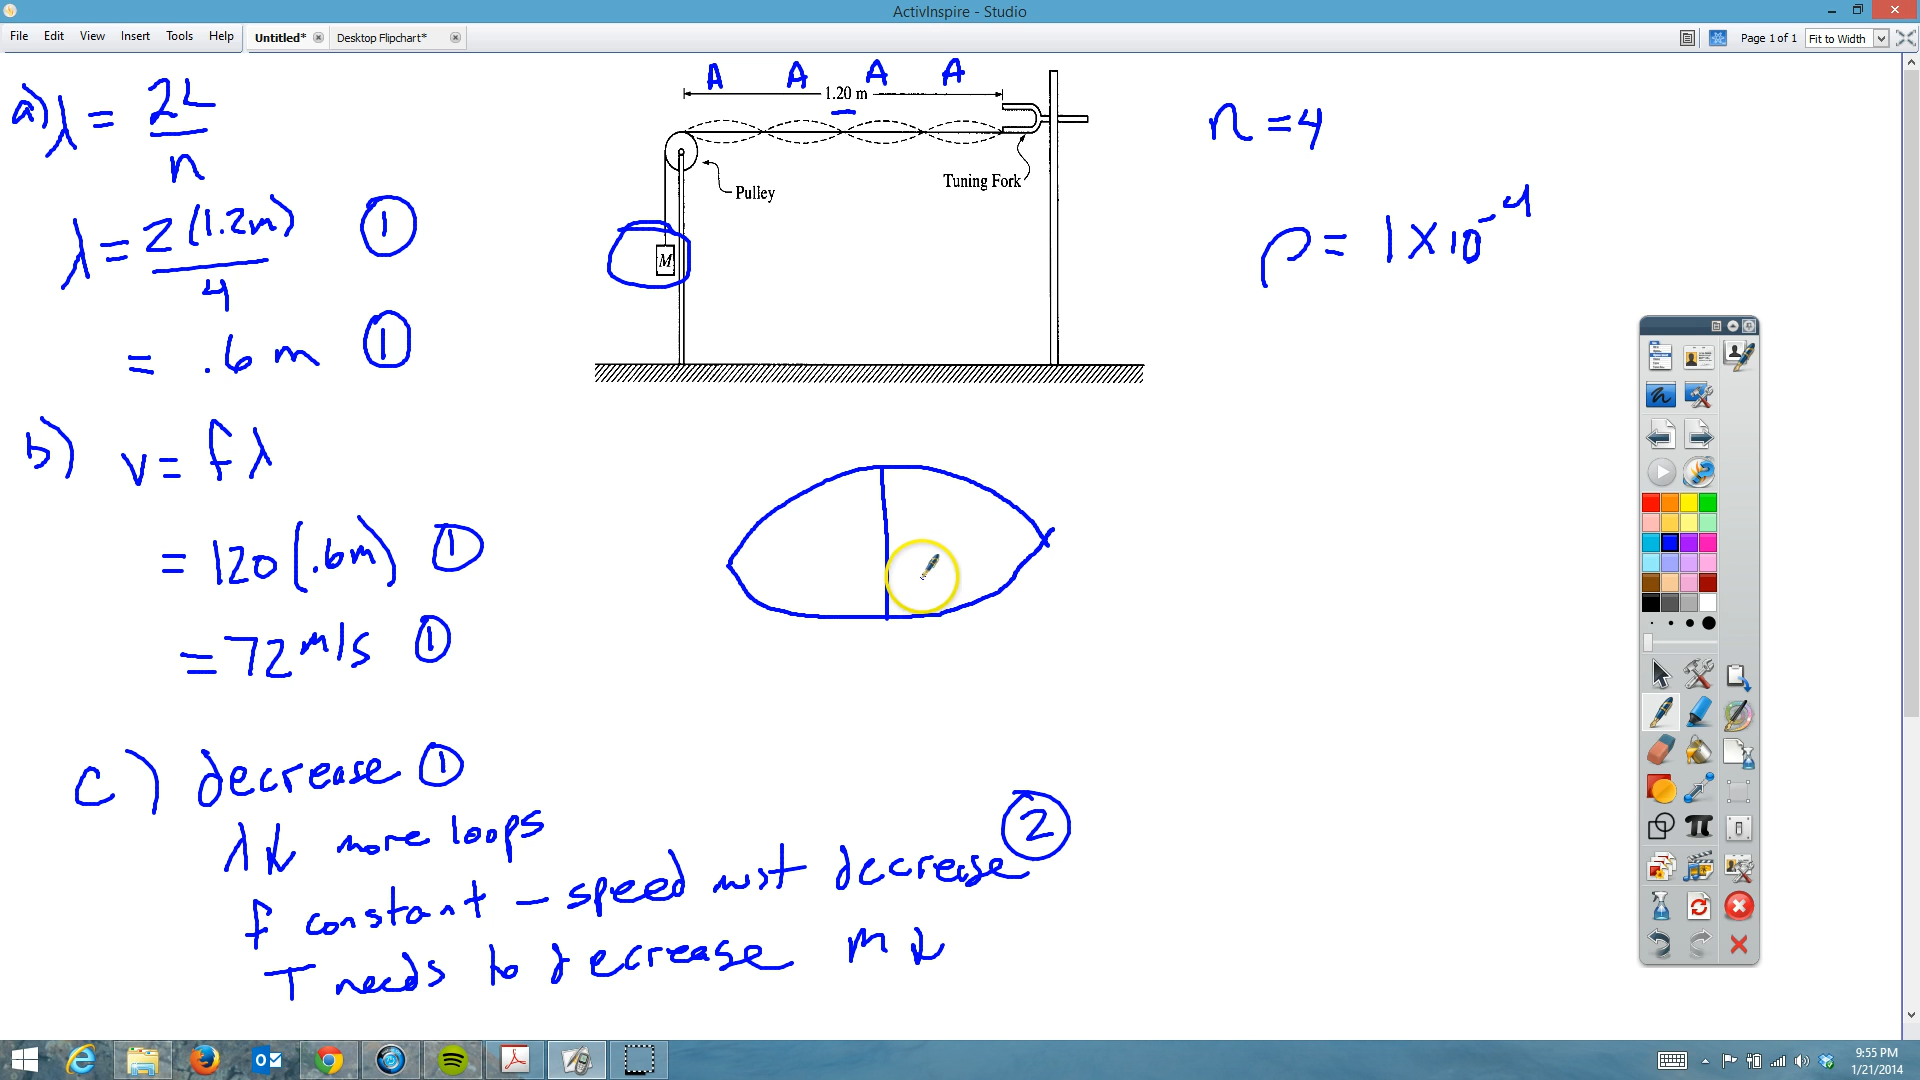 ActivInspire - Studio
File Edit View Insert Tools Help
Untitled* Desktop Flipchart*
Page 1 of 1 Fit to Width
a) λ = 2L / n
λ = 2(1.2m) / 4 ①
= .6 m ①
b) v = fλ
= 120 (.6m) ①
= 72 m/s ①
c) decrease ①
λ↓ more loops
f constant – speed must decrease ②
T needs to decrease m↓
A A A A
1.20 m
Pulley
Tuning Fork
M
n = 4
ρ = 1 x 10⁻⁴
9:55 PM
1/21/2014